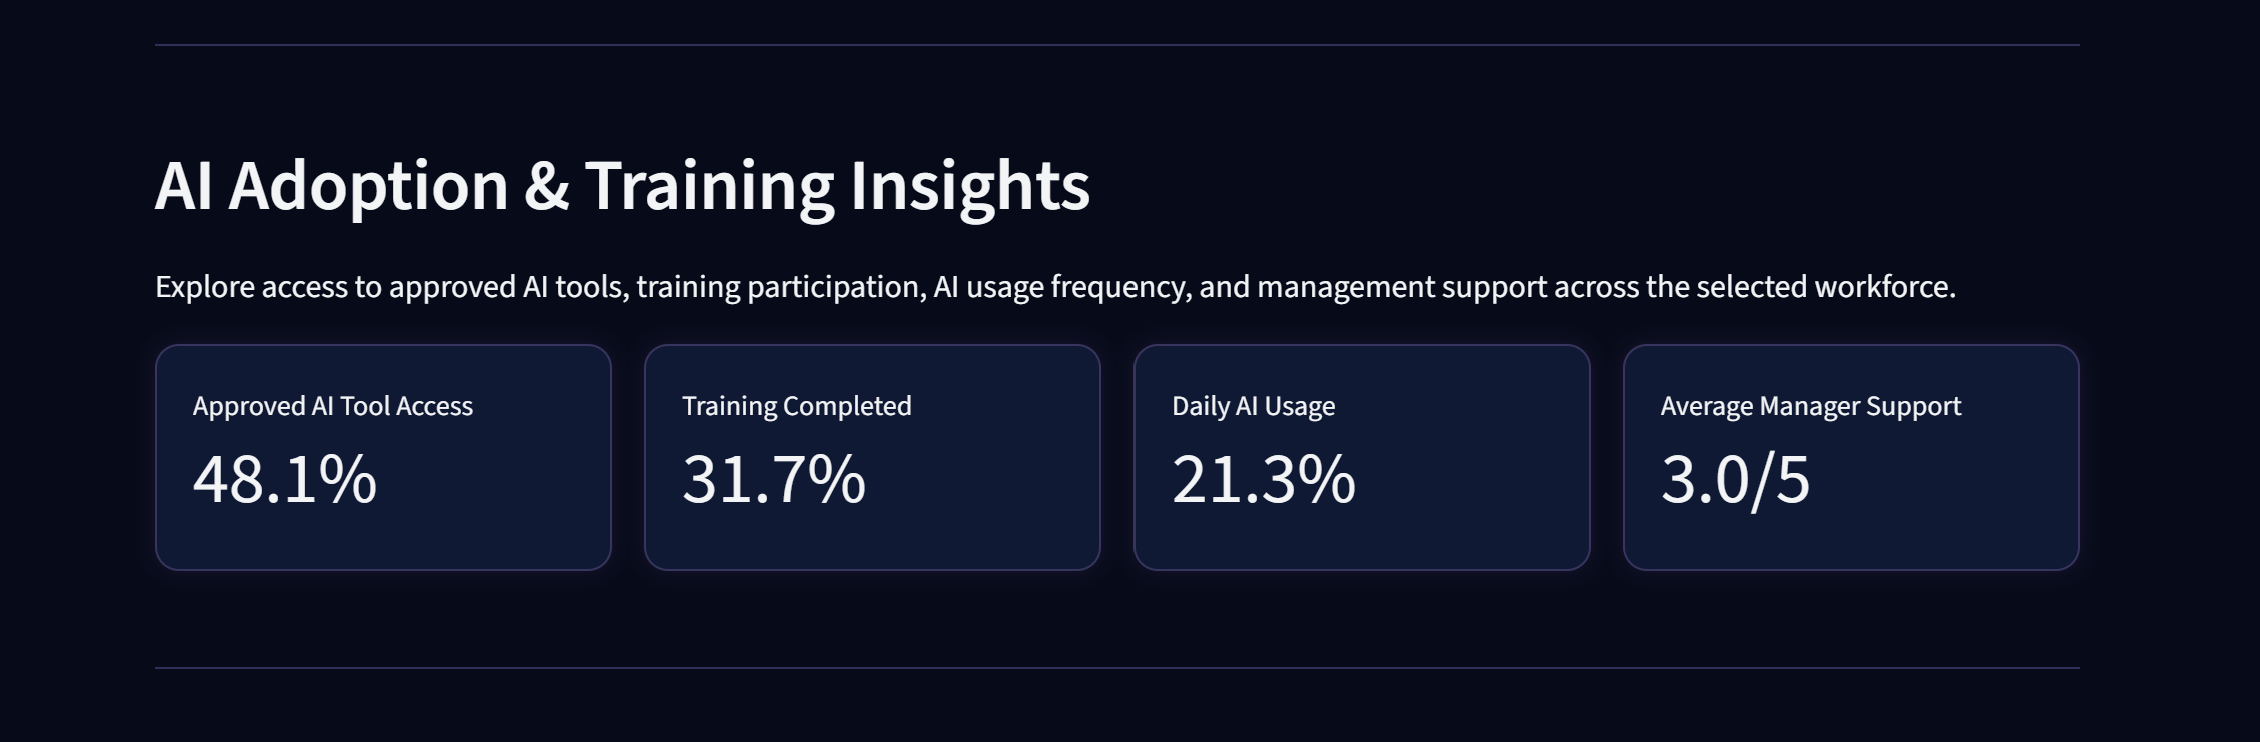 AI Adoption & Training Insights
Explore access to approved AI tools, training participation, AI usage frequency, and management support across the selected workforce.
Approved AI Tool Access
48.1%
Training Completed
31.7%
Daily AI Usage
21.3%
Average Manager Support
3.0/5